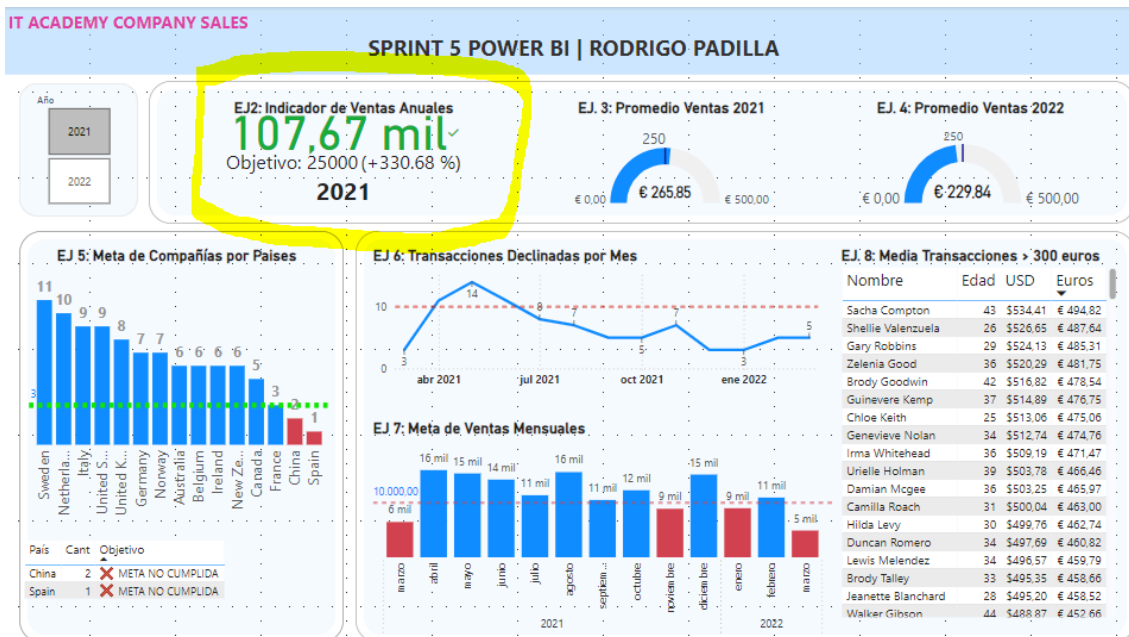 IT ACADEMY COMPANY SALES
SPRINT 5 POWER BI | RODRIGO PADILLA
Año
2021
2022
EJ2: Indicador de Ventas Anuales
107,67 mil
Objetivo: 25000 (+330.68 %)
2021
EJ. 3: Promedio Ventas 2021
250
€ 265,85
€ 0,00
€ 500,00
EJ. 4: Promedio Ventas 2022
250
€ 229,84
€ 0,00
€ 500,00
EJ 5: Meta de Compañías por Paises
11
10
9
9
8
7
7
6
6
6
6
5
3
2
1
3
Sweden
Netherla...
Italy
United S...
United K...
Germany
Norway
Australia
Belgium
Ireland
New Ze...
Canada
France
China
Spain
País Cant Objetivo
China 2 ❌ META NO CUMPLIDA
Spain 1 ❌ META NO CUMPLIDA
EJ 6: Transacciones Declinadas por Mes
10
0
3
14
8
7
5
7
3
5
abr 2021
jul 2021
oct 2021
ene 2022
EJ 7: Meta de Ventas Mensuales
10.000,00
6 mil
16 mil
15 mil
14 mil
11 mil
16 mil
11 mil
12 mil
9 mil
15 mil
9 mil
11 mil
5 mil
marzo
abril
mayo
junio
julio
agosto
septiem...
octubre
noviembre
diciembre
enero
febrero
marzo
2021
2022
EJ. 8: Media Transacciones > 300 euros
Nombre Edad USD Euros
Sacha Compton 43 $534,41 € 494,82
Shellie Valenzuela 26 $526,65 € 487,64
Gary Robbins 29 $524,13 € 485,31
Zelenia Good 36 $520,29 € 481,75
Brody Goodwin 42 $516,82 € 478,54
Guinevere Kemp 37 $514,89 € 476,75
Chloe Keith 25 $513,06 € 475,06
Genevieve Nolan 34 $512,74 € 474,76
Irma Whitehead 36 $509,19 € 471,47
Urielle Holman 39 $503,78 € 466,46
Damian Mcgee 36 $503,25 € 465,97
Camilla Roach 31 $500,04 € 463,00
Hilda Levy 30 $499,76 € 462,74
Duncan Romero 34 $497,69 € 460,82
Lewis Melendez 34 $496,57 € 459,79
Brody Talley 33 $495,35 € 458,66
Jeanette Blanchard 28 $495,20 € 458,52
Walker Gibson 44 $488,87 € 452,66